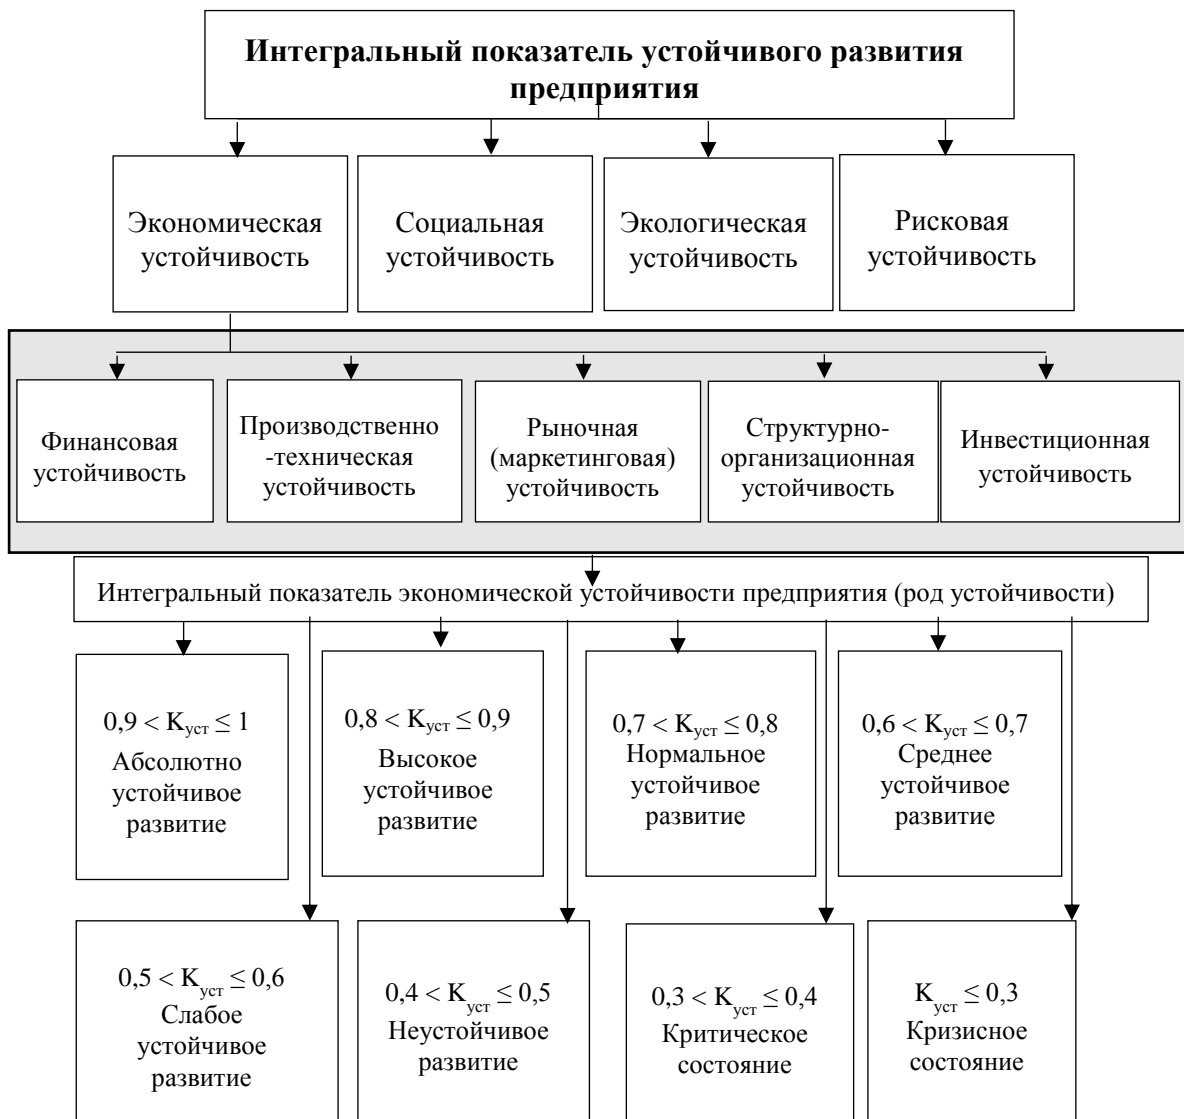 Интегральный показатель устойчивого развития
предприятия
Экономическая
устойчивость
Социальная
устойчивость
Экологическая
устойчивость
Рисковая
устойчивость
Финансовая
устойчивость
Производственно
-техническая
устойчивость
Рыночная
(маркетинговая)
устойчивость
Структурно-
организационная
устойчивость
Инвестиционная
устойчивость
Интегральный показатель экономической устойчивости предприятия (род устойчивости)
0,9 < Kуст ≤ 1
Абсолютно
устойчивое
развитие
0,8 < Kуст ≤ 0,9
Высокое
устойчивое
развитие
0,7 < Kуст ≤ 0,8
Нормальное
устойчивое
развитие
0,6 < Kуст ≤ 0,7
Среднее
устойчивое
развитие
0,5 < Kуст ≤ 0,6
Слабое
устойчивое
развитие
0,4 < Kуст ≤ 0,5
Неустойчивое
развитие
0,3 < Kуст ≤ 0,4
Критическое
состояние
Kуст ≤ 0,3
Кризисное
состояние